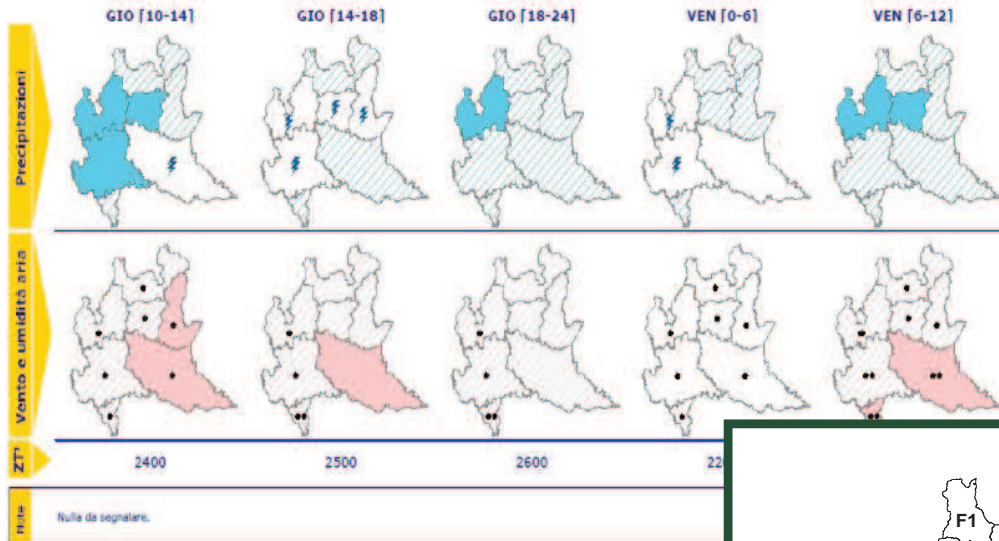 GIO [10-14] GIO [14-18] GIO [18-24] VEN [0-6] VEN [6-12]
Precipitazioni
Vento e umidità aria
ZT¹ 2400 2500 2600
Note Nulla da segnalare.
F1